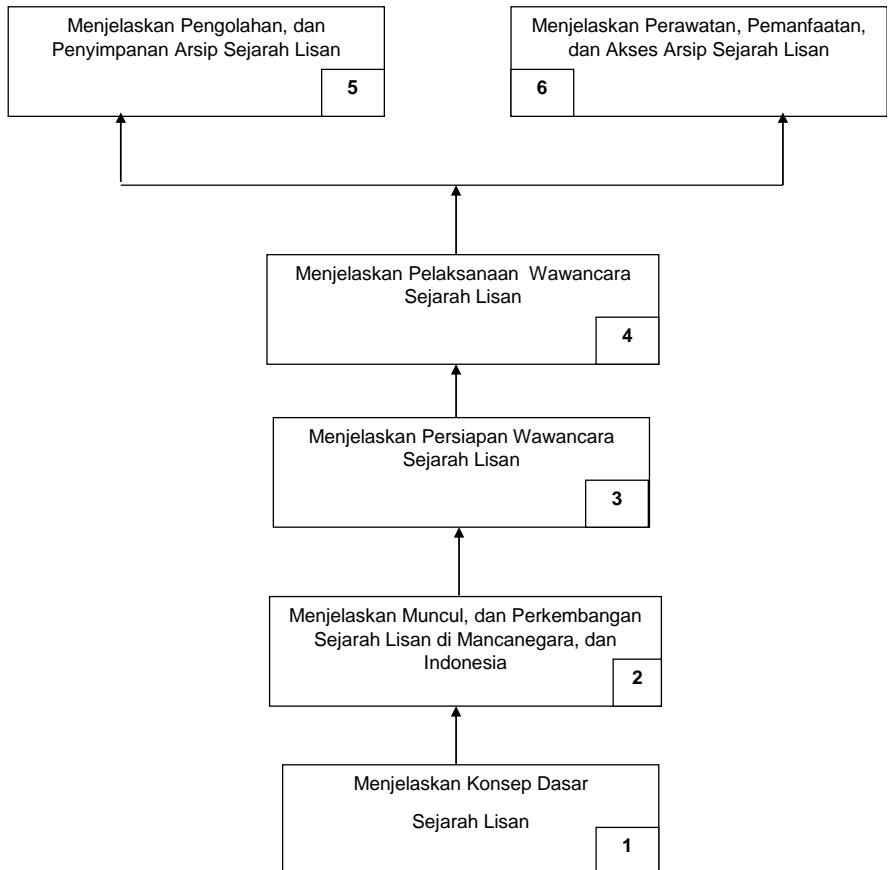 Menjelaskan Pengolahan, dan
Penyimpanan Arsip Sejarah Lisan
5
Menjelaskan Perawatan, Pemanfaatan,
dan Akses Arsip Sejarah Lisan
6
Menjelaskan Pelaksanaan Wawancara
Sejarah Lisan
4
Menjelaskan Persiapan Wawancara
Sejarah Lisan
3
Menjelaskan Muncul, dan Perkembangan
Sejarah Lisan di Mancanegara, dan
Indonesia
2
Menjelaskan Konsep Dasar
Sejarah Lisan
1